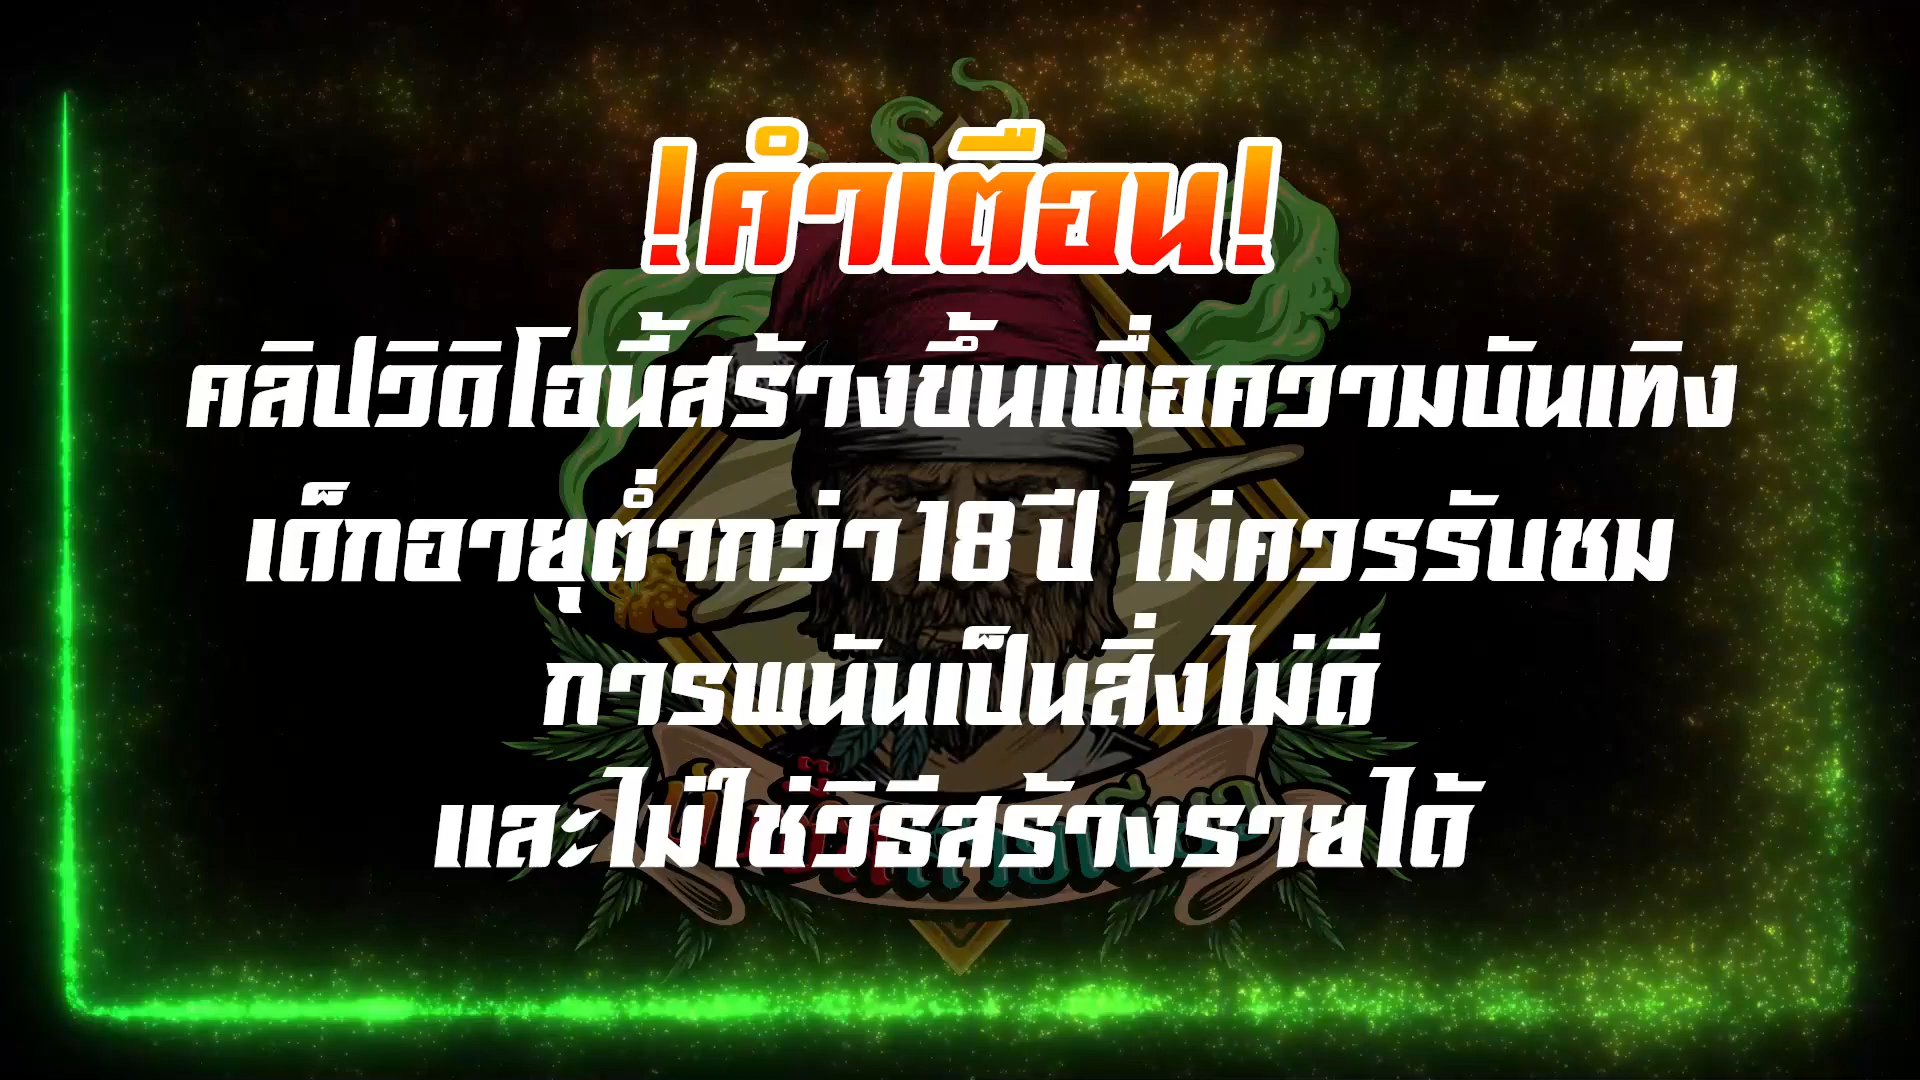 !คำเตือน!
คลิปวิดิโอนี้สร้างขึ้นเพื่อความบันเทิง
เด็กอายุต่ำกว่า 18 ปี ไม่ควรรับชม
การพนันเป็นสิ่งไม่ดี
และไม่ใช่วิธีสร้างรายได้